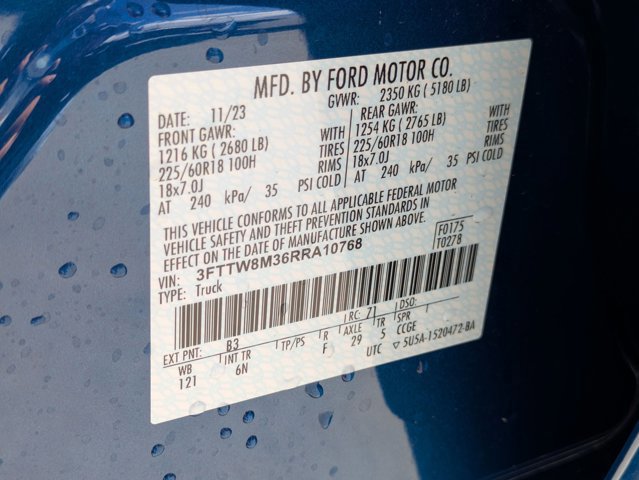 MFD. BY FORD MOTOR CO.
DATE: 11/23 GVWR: 2350 KG ( 5180 LB)
FRONT GAWR: REAR GAWR:
1216 KG ( 2680 LB) WITH 1254 KG ( 2765 LB) WITH
225/60R18 100H TIRES 225/60R18 100H TIRES
18x7.0J RIMS 18x7.0J RIMS
AT 240 kPa/ 35 PSI COLD AT 240 kPa/ 35 PSI COLD
THIS VEHICLE CONFORMS TO ALL APPLICABLE FEDERAL MOTOR
VEHICLE SAFETY AND THEFT PREVENTION STANDARDS IN
EFFECT ON THE DATE OF MANUFACTURE SHOWN ABOVE.
F0175
T0278
VIN: 3FTTW8M36RRA10768
TYPE: Truck
EXT PNT: B3 RC: 71 DSO:
WB INT TR TP/PS R AXLE TR SPR
121 6N F 29 5 CCGE
UTC ▽ 5U5A-1520472-BA